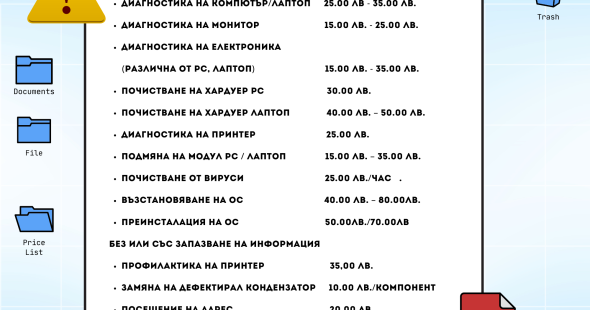 • ДИАГНОСТИКА НА КОМПЮТЪР/ЛАПТОП 25.00 ЛВ - 35.00 ЛВ.
Trash
• ДИАГНОСТИКА НА МОНИТОР 15.00 ЛВ. - 25.00 ЛВ.
• ДИАГНОСТИКА НА ЕЛЕКТРОНИКА
(РАЗЛИЧНА ОТ PC, ЛАПТОП) 15.00 ЛВ. - 35.00 ЛВ.
Documents
• ПОЧИСТВАНЕ НА ХАРДУЕР PC 30.00 ЛВ.
• ПОЧИСТВАНЕ НА ХАРДУЕР ЛАПТОП 40.00 ЛВ. – 50.00 ЛВ.
• ДИАГНОСТИКА НА ПРИНТЕР 25.00 ЛВ.
File
• ПОДМЯНА НА МОДУЛ PC / ЛАПТОП 15.00 ЛВ. – 35.00 ЛВ.
• ПОЧИСТВАНЕ ОТ ВИРУСИ 25.00 ЛВ./ЧАС .
• ВЪЗСТАНОВЯВАНЕ НА ОС 40.00 ЛВ. – 80.00ЛВ.
• ПРЕИНСТАЛАЦИЯ НА ОС 50.00ЛВ./70.00ЛВ
Price
List
БЕЗ ИЛИ СЪС ЗАПАЗВАНЕ НА ИНФОРМАЦИЯ
• ПРОФИЛАКТИКА НА ПРИНТЕР 35,00 ЛВ.
• ЗАМЯНА НА ДЕФЕКТИРАЛ КОНДЕНЗАТОР 10.00 ЛВ./КОМПОНЕНТ
• ПОСЕЩЕНИЕ НА АДРЕС 20.00 ЛВ